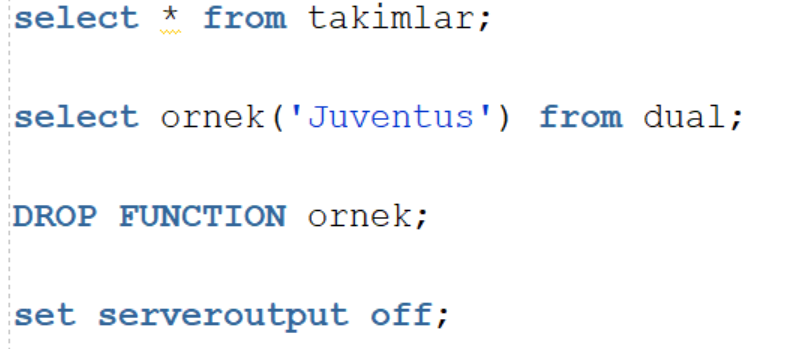 select * from takimlar;
select ornek('Juventus') from dual;
DROP FUNCTION ornek;
set serveroutput off;